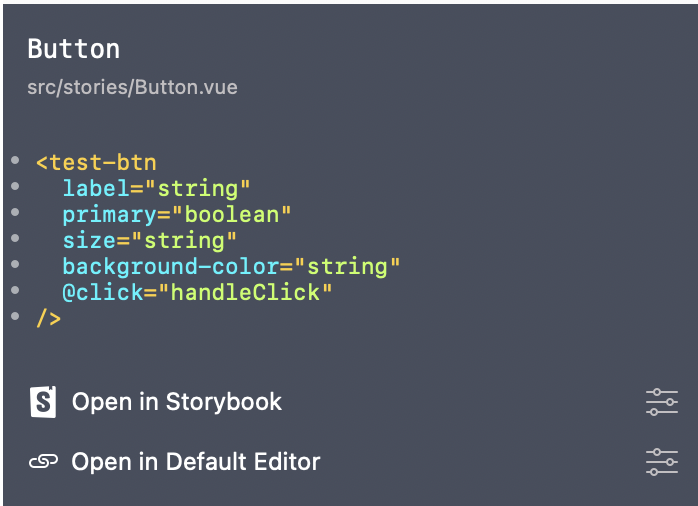 Button
src/stories/Button.vue
<test-btn
label="string"
primary="boolean"
size="string"
background-color="string"
@click="handleClick"
/>
S Open in Storybook
Open in Default Editor